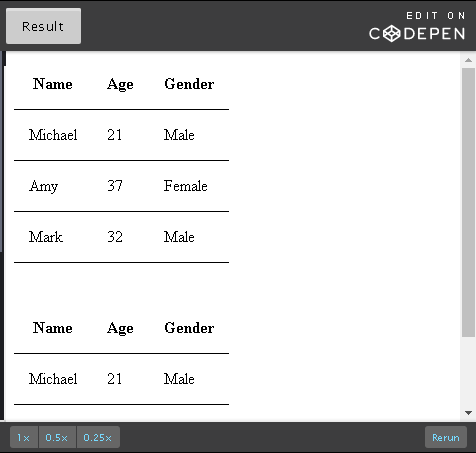 Result
EDIT ON
CODEPEN
Name Age Gender
Michael 21 Male
Amy 37 Female
Mark 32 Male
Name Age Gender
Michael 21 Male
1x 0.5x 0.25x Rerun